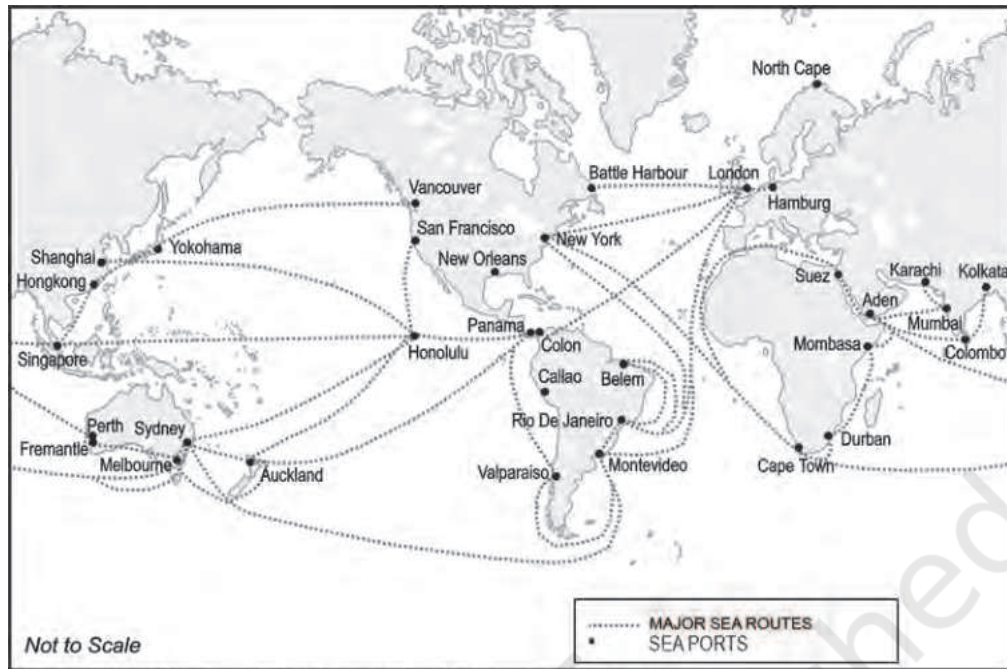 North Cape
Battle Harbour
London
Hamburg
Vancouver
San Francisco
New York
New Orleans
Shanghai
Yokohama
Hongkong
Suez
Karachi
Kolkata
Aden
Mumbai
Singapore
Honolulu
Panama
Colon
Mombasa
Colombo
Callao
Belem
Rio De Janeiro
Perth
Sydney
Fremantle
Melbourne
Auckland
Valparaiso
Montevideo
Durban
Cape Town
Not to Scale
MAJOR SEA ROUTES
SEA PORTS
hed